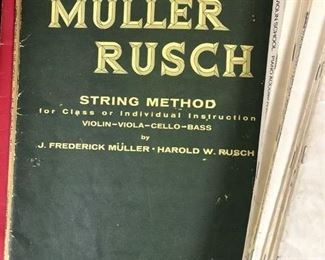 MÜLLER
RUSCH
STRING METHOD
for Class or Individual Instruction
VIOLIN–VIOLA–CELLO–BASS
by
J. FREDERICK MÜLLER · HAROLD W. RUSCH